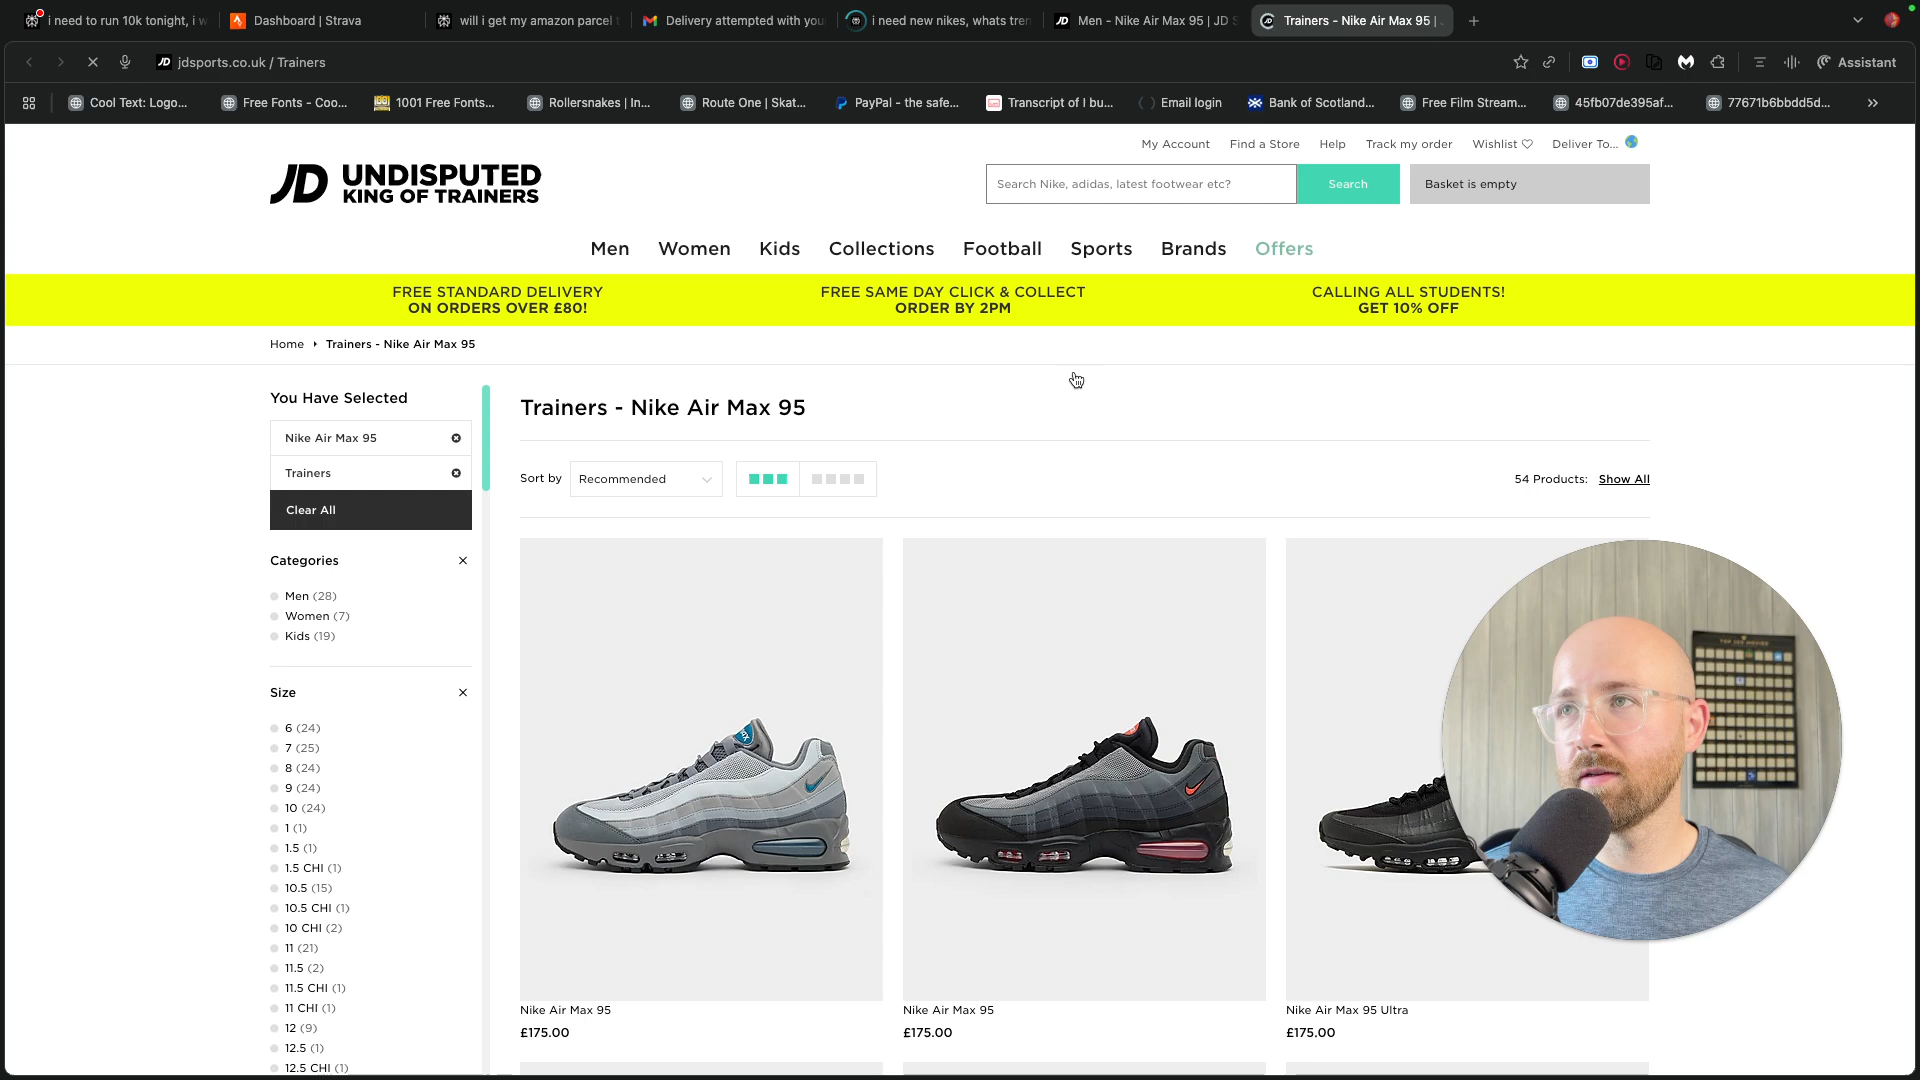 i need to run 10k tonight, i w
Dashboard | Strava
will i get my amazon parcel t
Delivery attempted with you
i need new nikes, whats tren
Men - Nike Air Max 95 | JD S
Trainers - Nike Air Max 95 |
jdsports.co.uk / Trainers
Assistant
Cool Text: Logo...
Free Fonts - Coo...
1001 Free Fonts...
Rollersnakes | In...
Route One | Skat...
PayPal - the safe...
Transcript of I bu...
Email login
Bank of Scotland...
Free Film Stream...
45fb07de395af...
77671b6bbdd5d...
My Account
Find a Store
Help
Track my order
Wishlist
Deliver To...
JD UNDISPUTED
KING OF TRAINERS
Search Nike, adidas, latest footwear etc?
Search
Basket is empty
Men
Women
Kids
Collections
Football
Sports
Brands
Offers
FREE STANDARD DELIVERY
ON ORDERS OVER £80!
FREE SAME DAY CLICK & COLLECT
ORDER BY 2PM
CALLING ALL STUDENTS!
GET 10% OFF
Home
Trainers - Nike Air Max 95
You Have Selected
Nike Air Max 95
Trainers
Clear All
Categories
Men (28)
Women (7)
Kids (19)
Size
6 (24)
7 (25)
8 (24)
9 (24)
10 (24)
1 (1)
1.5 (1)
1.5 CHI (1)
10.5 (15)
10.5 CHI (1)
10 CHI (2)
11 (21)
11.5 (2)
11.5 CHI (1)
11 CHI (1)
12 (9)
12.5 (1)
12.5 CHI (1)
Trainers - Nike Air Max 95
Sort by
Recommended
54 Products:
Show All
TOP 100 MOVIES
Nike Air Max 95
£175.00
Nike Air Max 95
£175.00
Nike Air Max 95 Ultra
£175.00